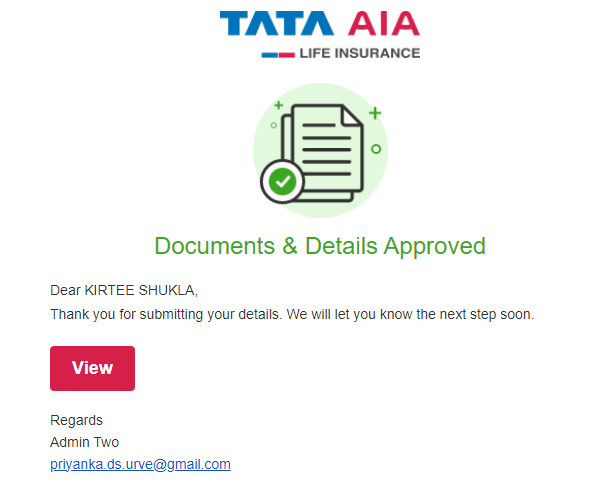 TATA AIA
LIFE INSURANCE
Documents & Details Approved
Dear KIRTEE SHUKLA,
Thank you for submitting your details. We will let you know the next step soon.
View
Regards
Admin Two
priyanka.ds.urve@gmail.com